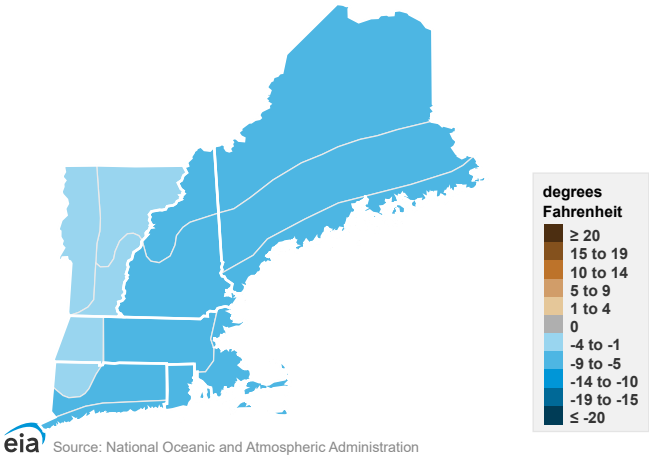 degrees
Fahrenheit
≥ 20
15 to 19
10 to 14
5 to 9
1 to 4
0
-4 to -1
-9 to -5
-14 to -10
-19 to -15
≤ -20
eia
Source: National Oceanic and Atmospheric Administration